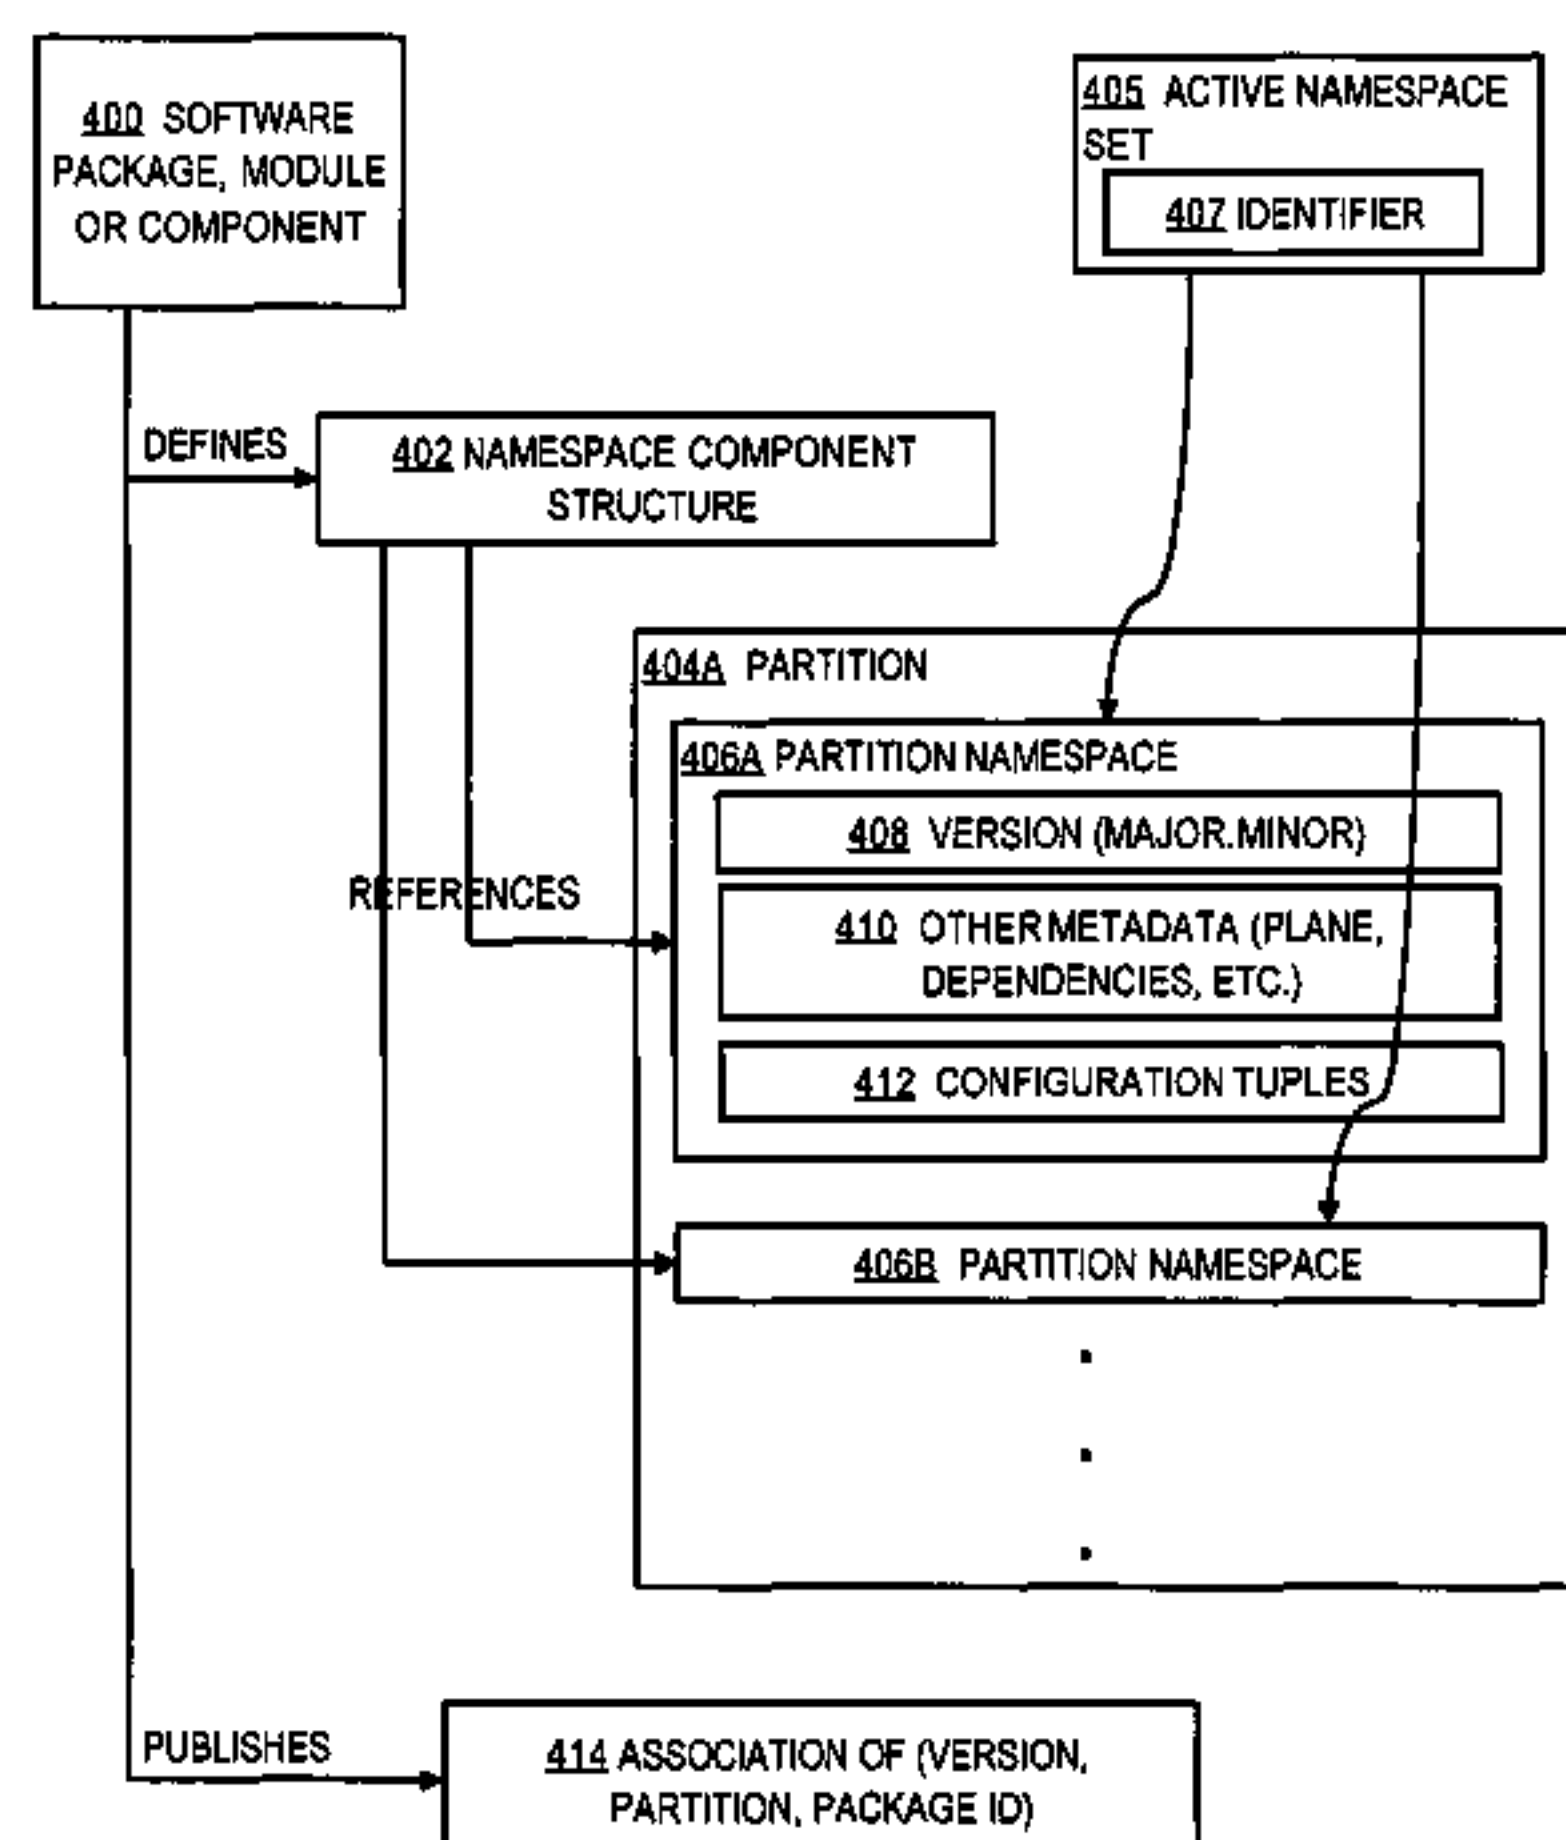 400 SOFTWARE
PACKAGE, MODULE
OR COMPONENT
405 ACTIVE NAMESPACE
SET
407 IDENTIFIER
DEFINES
402 NAMESPACE COMPONENT
STRUCTURE
404A PARTITION
406A PARTITION NAMESPACE
408 VERSION (MAJOR.MINOR)
REFERENCES
410 OTHER METADATA (PLANE,
DEPENDENCIES, ETC.)
412 CONFIGURATION TUPLES
406B PARTITION NAMESPACE
PUBLISHES
414 ASSOCIATION OF (VERSION,
PARTITION, PACKAGE ID)